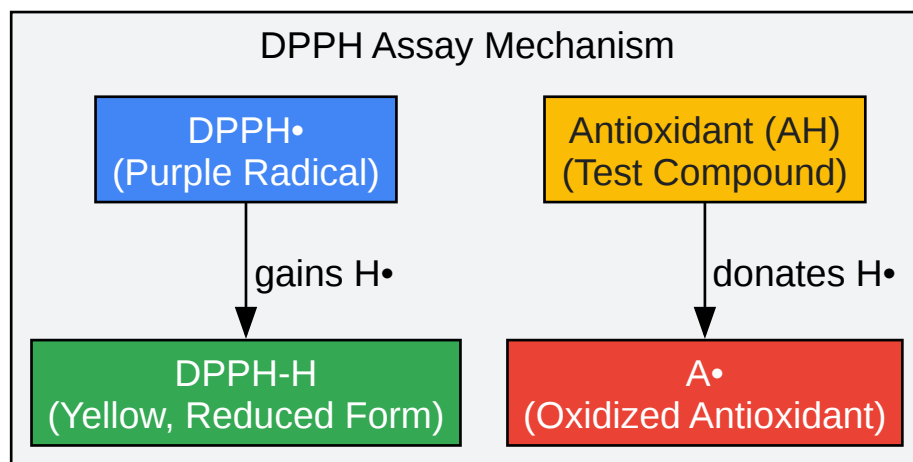 DPPH Assay Mechanism
DPPH•
(Purple Radical)
Antioxidant (AH)
(Test Compound)
gains H•
donates H•
DPPH-H
(Yellow, Reduced Form)
A•
(Oxidized Antioxidant)